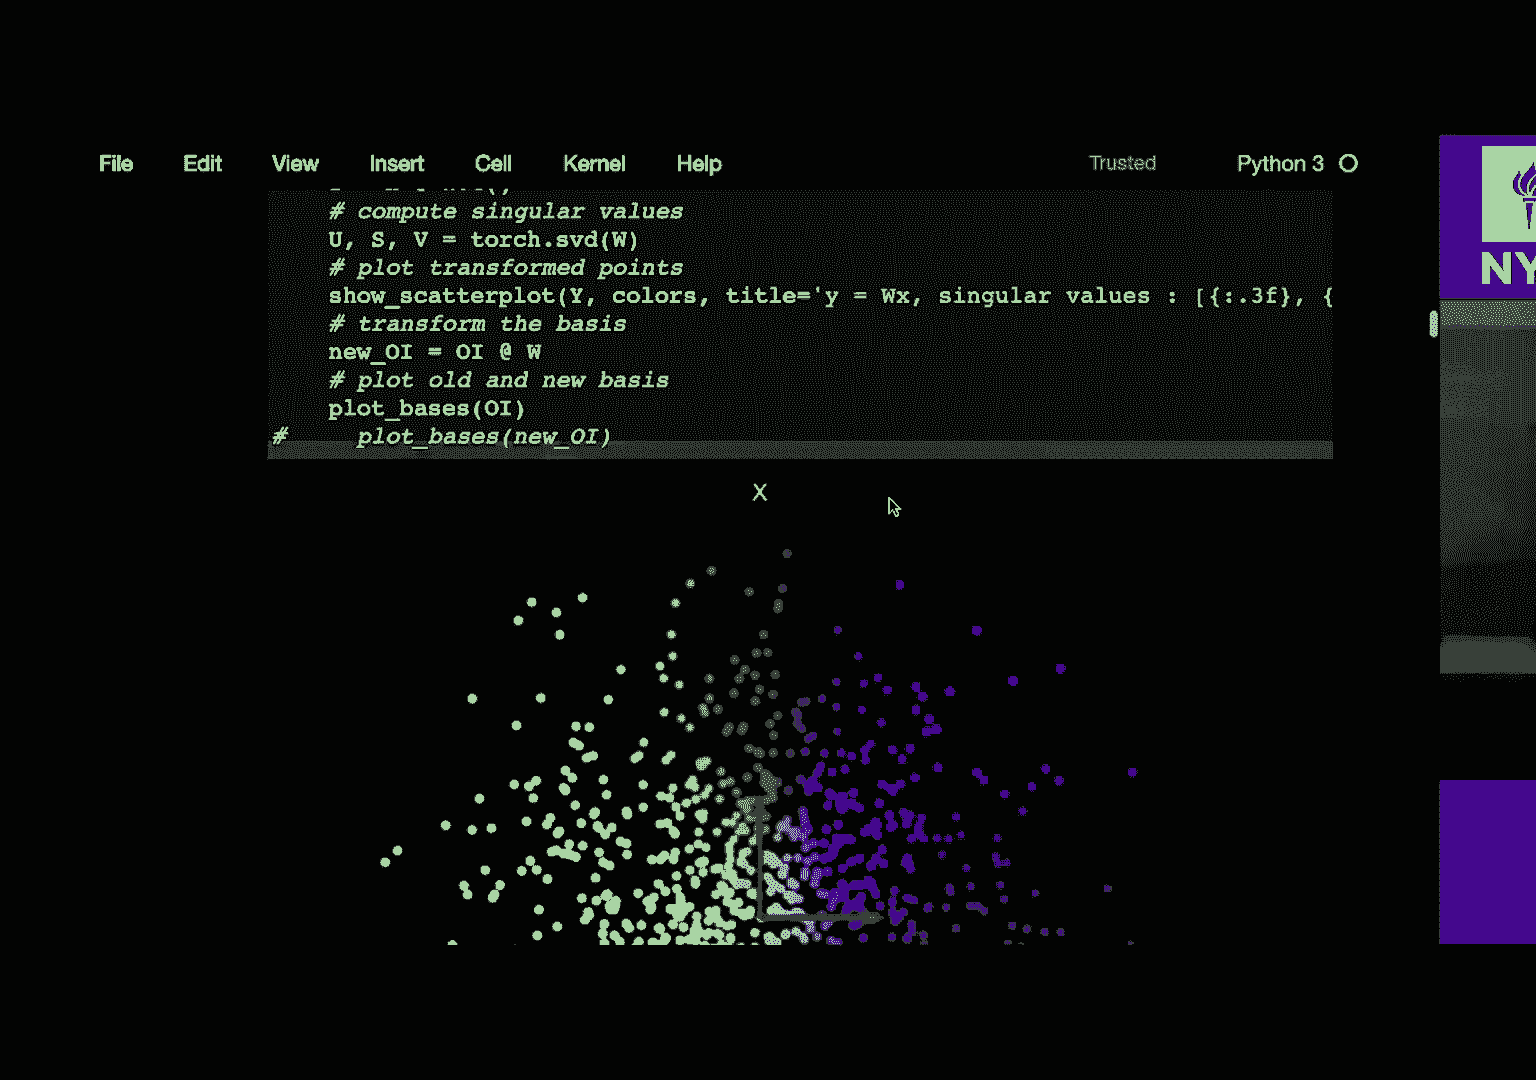 File Edit View Insert Cell Kernel Help Trusted Python 3
# compute singular values
U, S, V = torch.svd(W)
# plot transformed points
show_scatterplot(Y, colors, title='y = Wx, singular values : [{:.3f}, {
# transform the basis
new_OI = OI @ W
# plot old and new basis
plot_bases(OI)
# plot_bases(new_OI)
X
NY